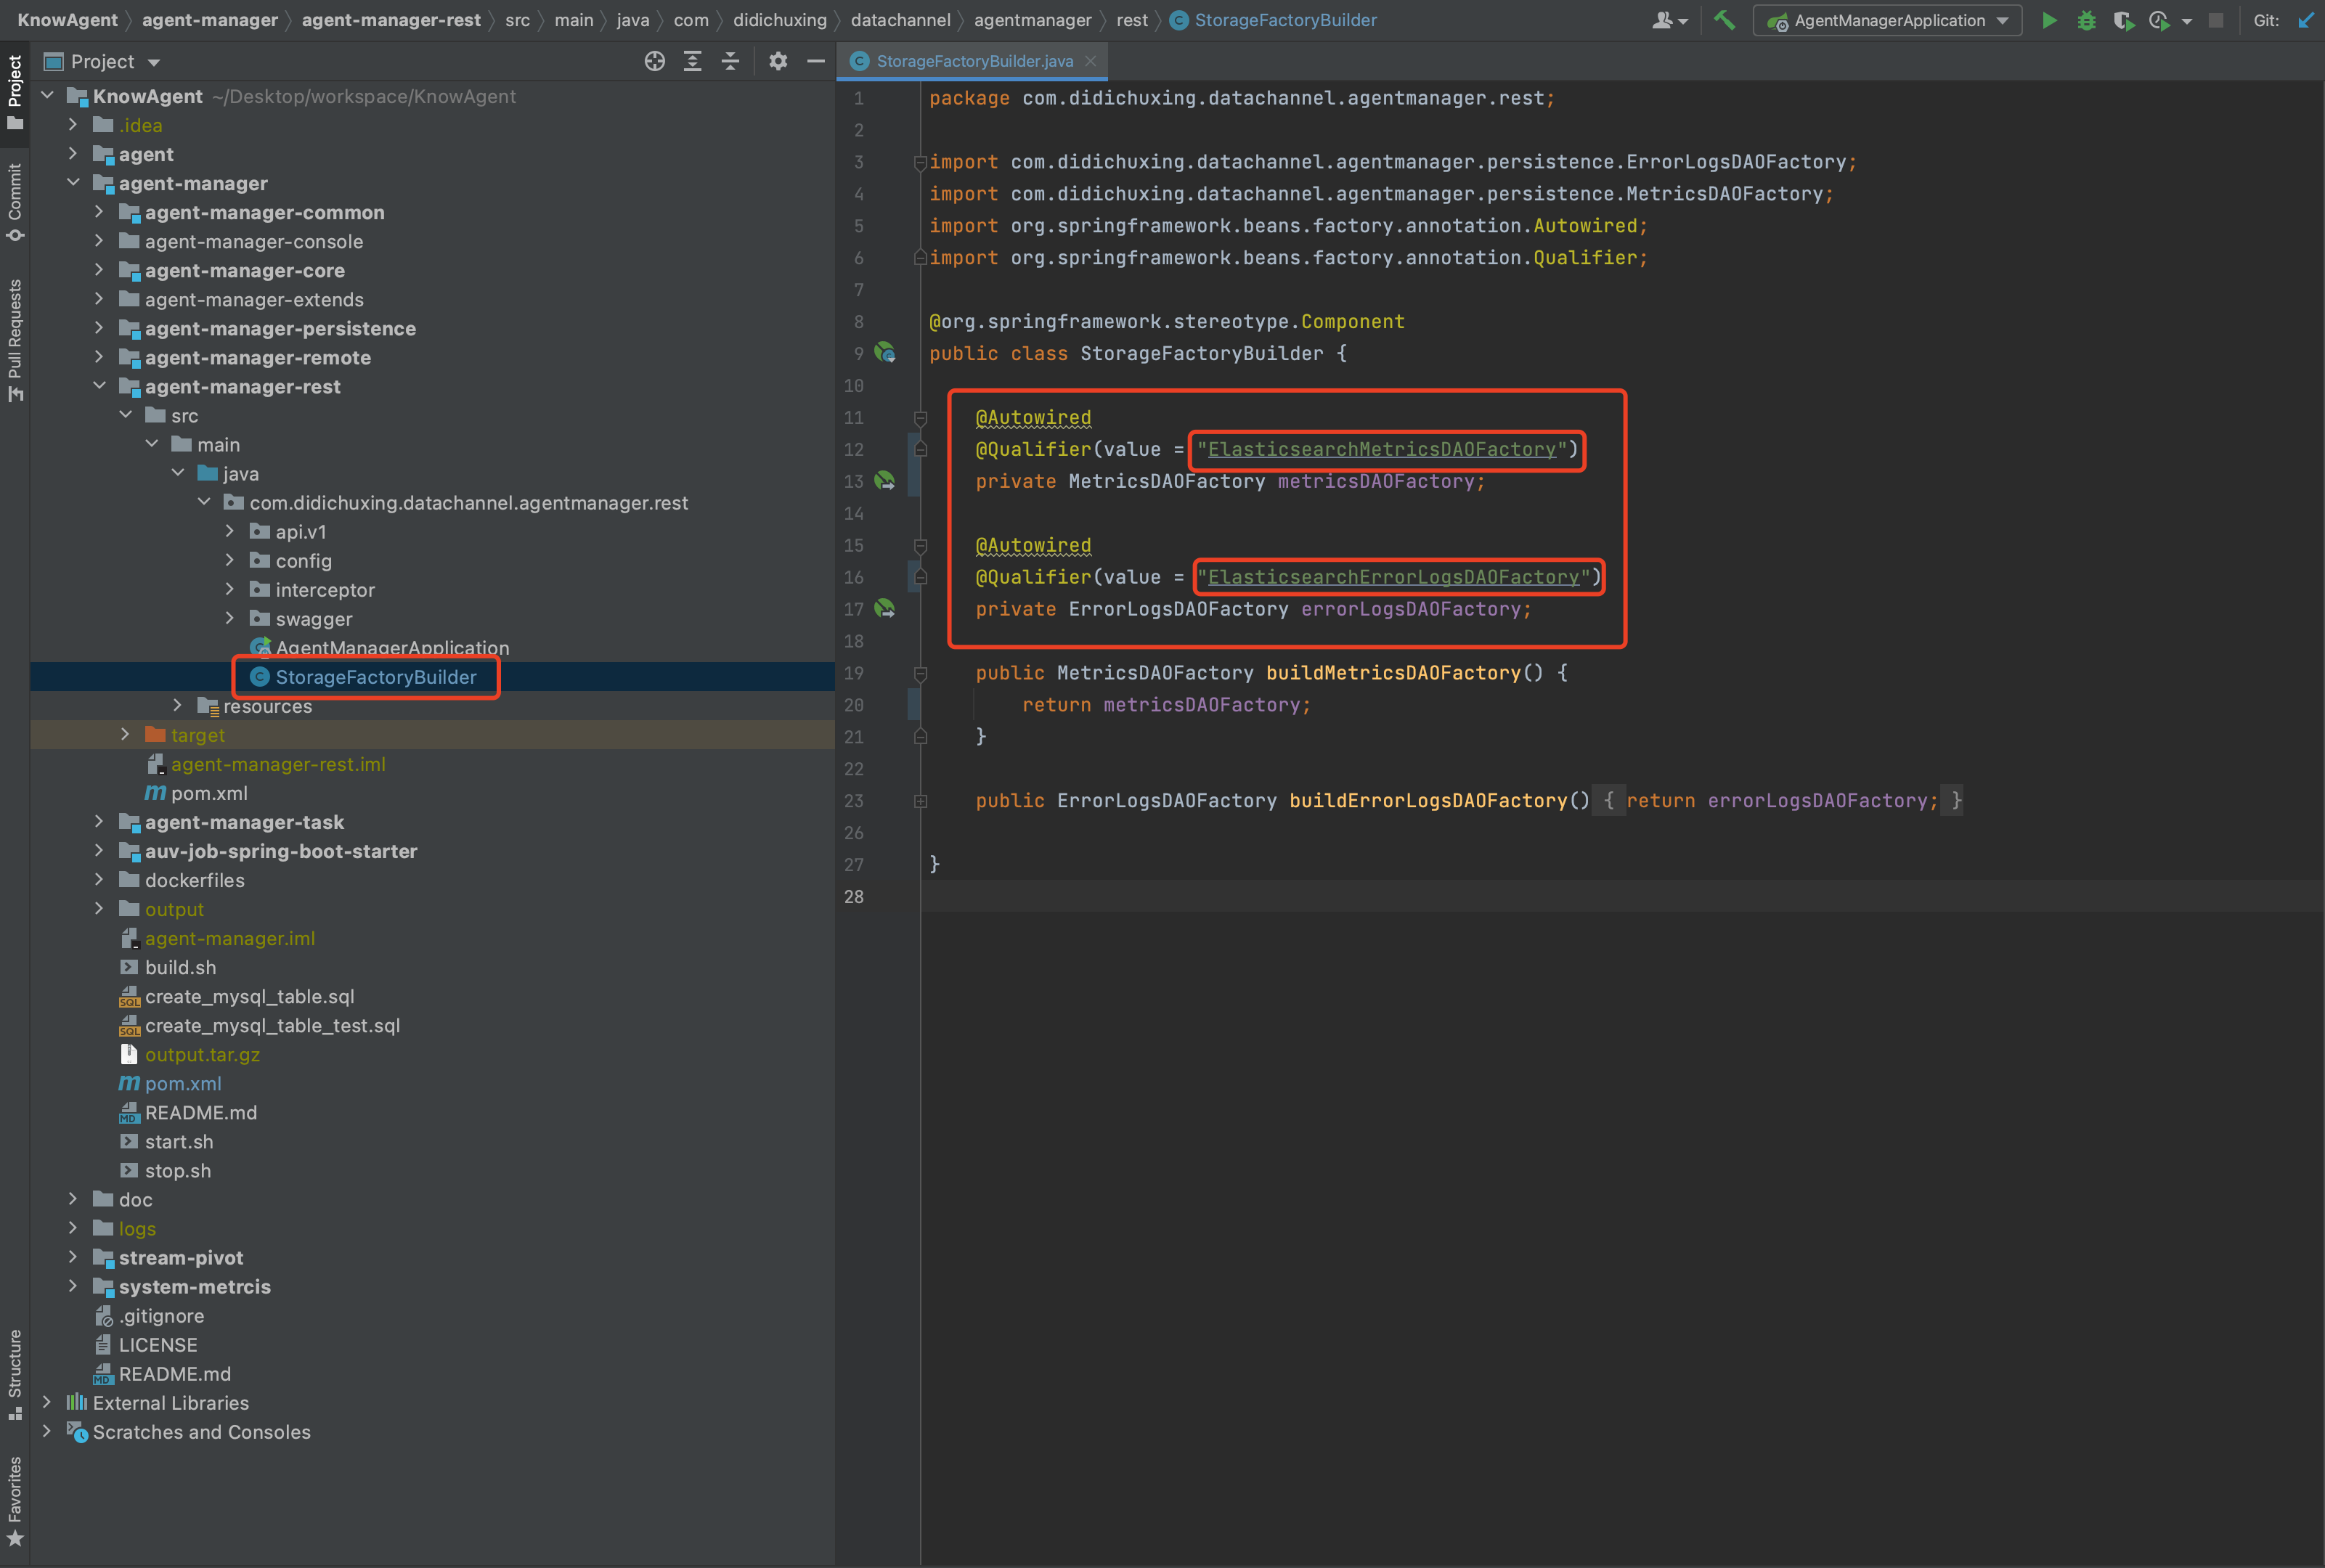 KnowAgent agent-manager agent-manager-rest src main java com didichuxing datachannel agentmanager rest StorageFactoryBuilder AgentManagerApplication Git:
Project
Commit
Pull Requests
Structure
Favorites
Project
KnowAgent ~/Desktop/workspace/KnowAgent
.idea
agent
agent-manager
agent-manager-common
agent-manager-console
agent-manager-core
agent-manager-extends
agent-manager-persistence
agent-manager-remote
agent-manager-rest
src
main
java
com.didichuxing.datachannel.agentmanager.rest
api.v1
config
interceptor
swagger
AgentManagerApplication
StorageFactoryBuilder
resources
target
agent-manager-rest.iml
pom.xml
agent-manager-task
auv-job-spring-boot-starter
dockerfiles
output
agent-manager.iml
build.sh
create_mysql_table.sql
create_mysql_table_test.sql
output.tar.gz
pom.xml
README.md
start.sh
stop.sh
doc
logs
stream-pivot
system-metrcis
.gitignore
LICENSE
README.md
External Libraries
Scratches and Consoles
StorageFactoryBuilder.java
1 package com.didichuxing.datachannel.agentmanager.rest;
2
3 import com.didichuxing.datachannel.agentmanager.persistence.ErrorLogsDAOFactory;
4 import com.didichuxing.datachannel.agentmanager.persistence.MetricsDAOFactory;
5 import org.springframework.beans.factory.annotation.Autowired;
6 import org.springframework.beans.factory.annotation.Qualifier;
7
8 @org.springframework.stereotype.Component
9 public class StorageFactoryBuilder {
10
11 @Autowired
12 @Qualifier(value = "ElasticsearchMetricsDAOFactory")
13 private MetricsDAOFactory metricsDAOFactory;
14
15 @Autowired
16 @Qualifier(value = "ElasticsearchErrorLogsDAOFactory")
17 private ErrorLogsDAOFactory errorLogsDAOFactory;
18
19 public MetricsDAOFactory buildMetricsDAOFactory() {
20 return metricsDAOFactory;
21 }
22
23 public ErrorLogsDAOFactory buildErrorLogsDAOFactory() { return errorLogsDAOFactory; }
26
27 }
28